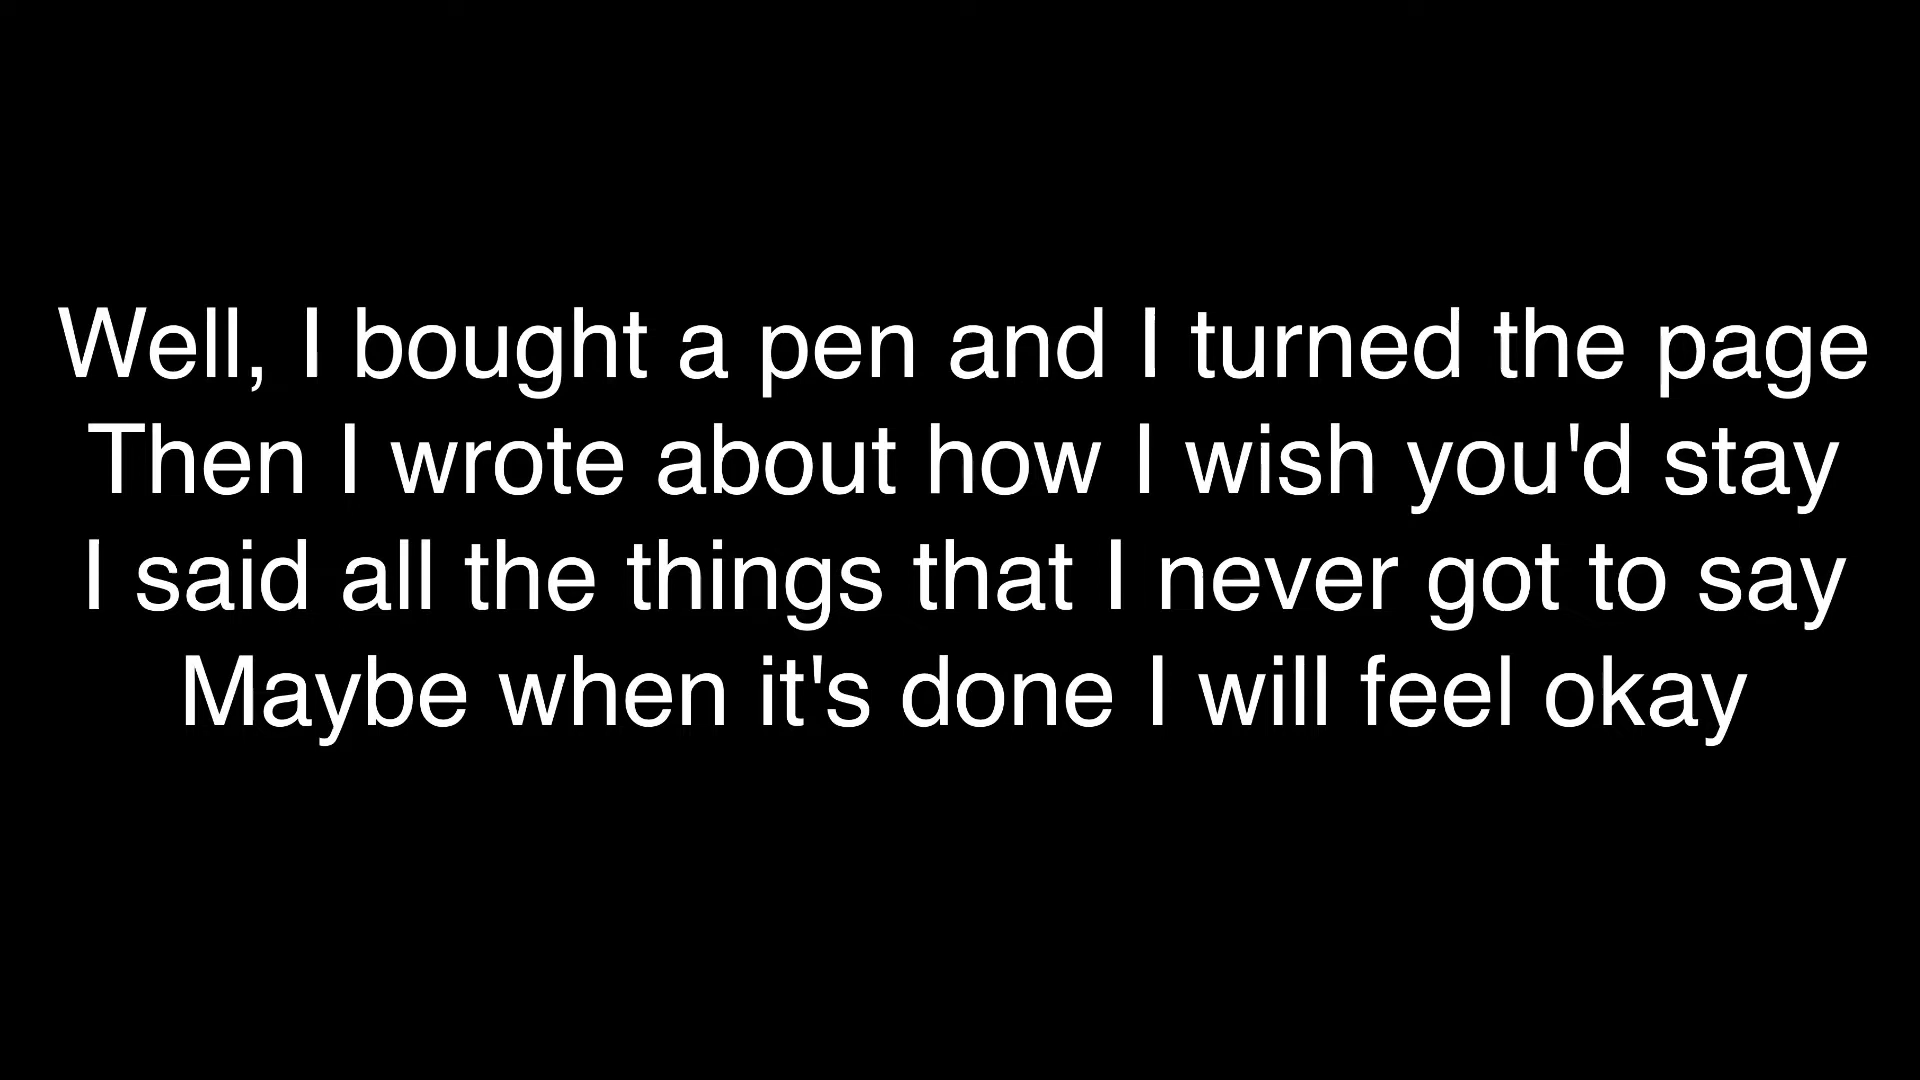 Well, I bought a pen and I turned the page
Then I wrote about how I wish you'd stay
I said all the things that I never got to say
Maybe when it's done I will feel okay